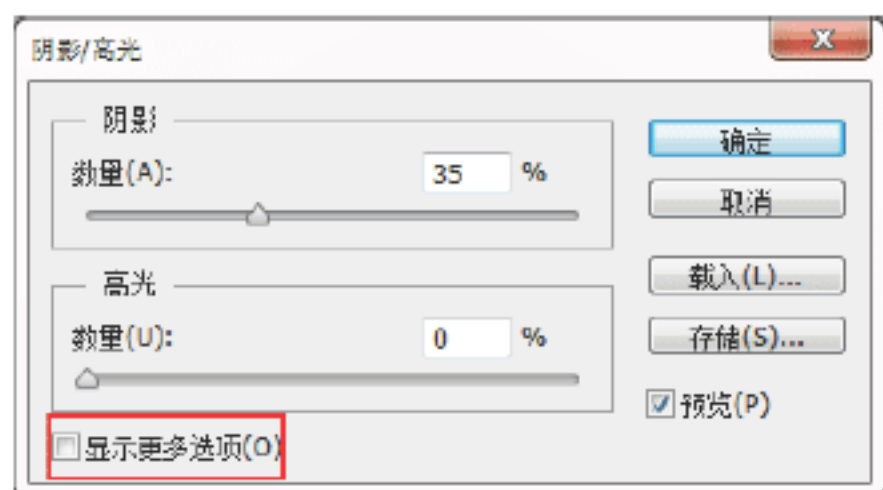 阴影/高光
阴影
数量(A): 35 %
高光
数量(U): 0 %
显示更多选项(O)
确定
取消
载入(L)...
存储(S)...
预览(P)